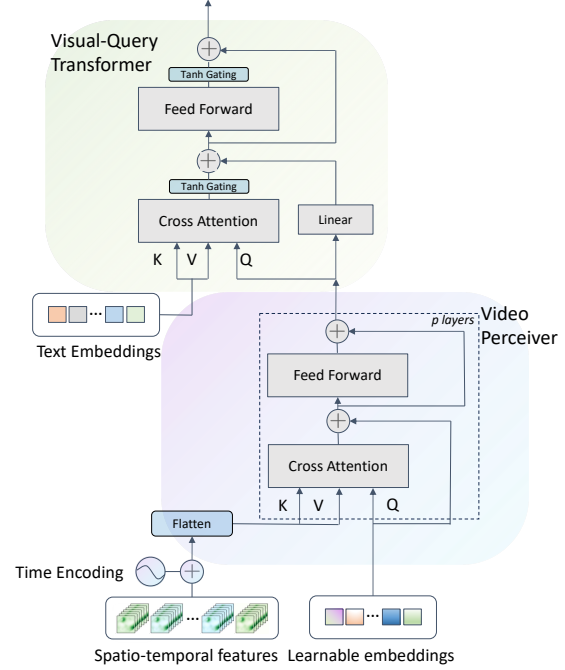 Visual-Query
Transformer
Tanh Gating
Feed Forward
Tanh Gating
Cross Attention
Linear
K V Q
Text Embeddings
p layers
Video
Perceiver
Feed Forward
Cross Attention
K V Q
Flatten
Time Encoding
Spatio-temporal features
Learnable embeddings